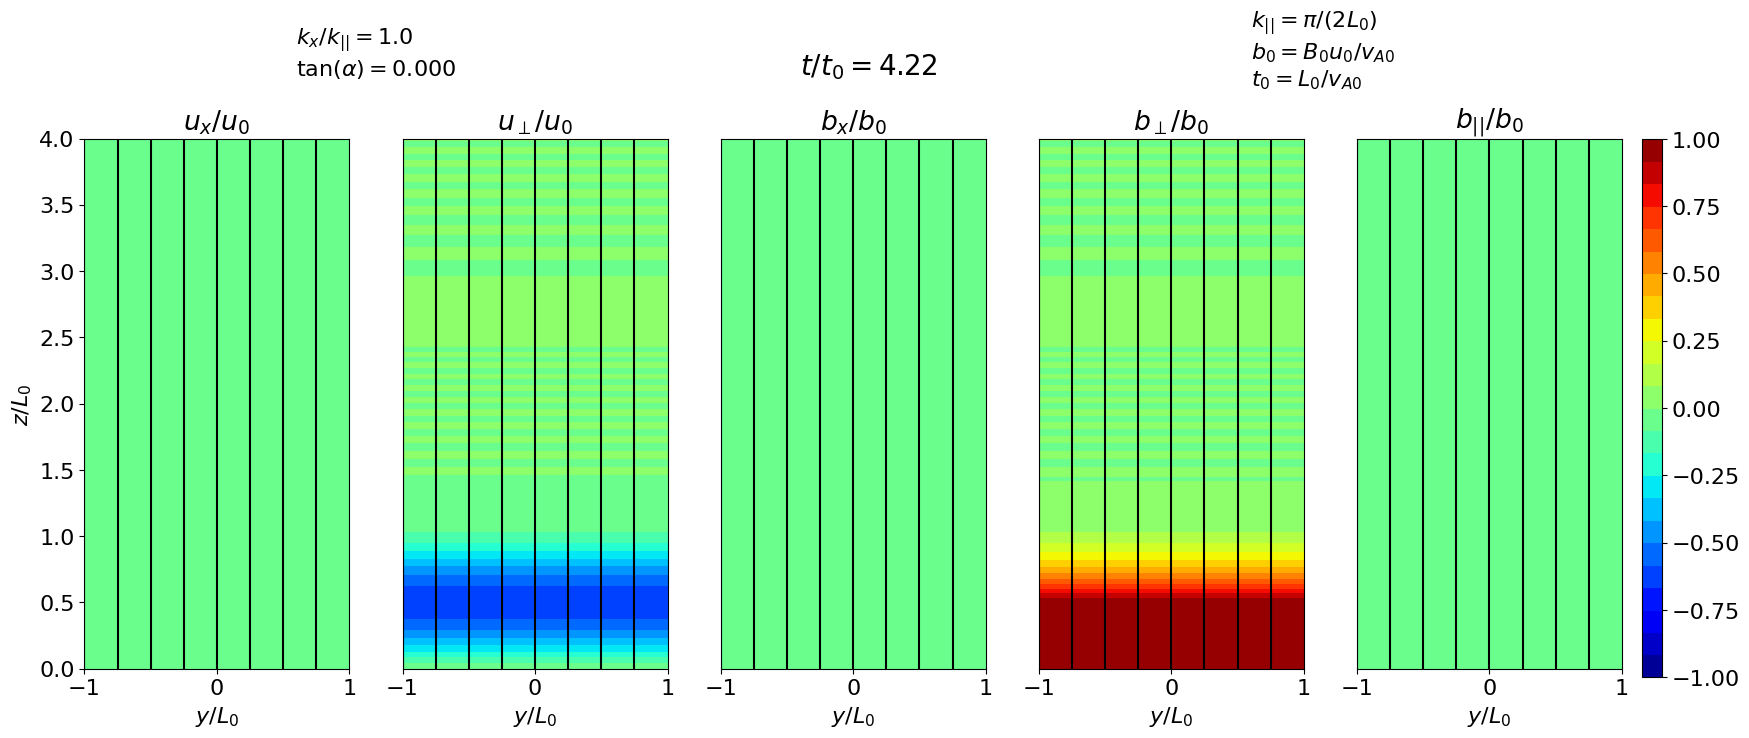 k_x/k_{||} = 1.0
tan(α) = 0.000
t/t_0 = 4.22
k_{||} = π/(2L_0)
b_0 = B_0u_0/v_{A0}
t_0 = L_0/v_{A0}
u_x/u_0
u_⊥/u_0
b_x/b_0
b_⊥/b_0
b_{||}/b_0
z/L_0
4.0
3.5
3.0
2.5
2.0
1.5
1.0
0.5
0.0
−1 0 1
y/L_0
−1 0 1
y/L_0
−1 0 1
y/L_0
−1 0 1
y/L_0
−1 0 1
y/L_0
1.00
0.75
0.50
0.25
0.00
−0.25
−0.50
−0.75
−1.00